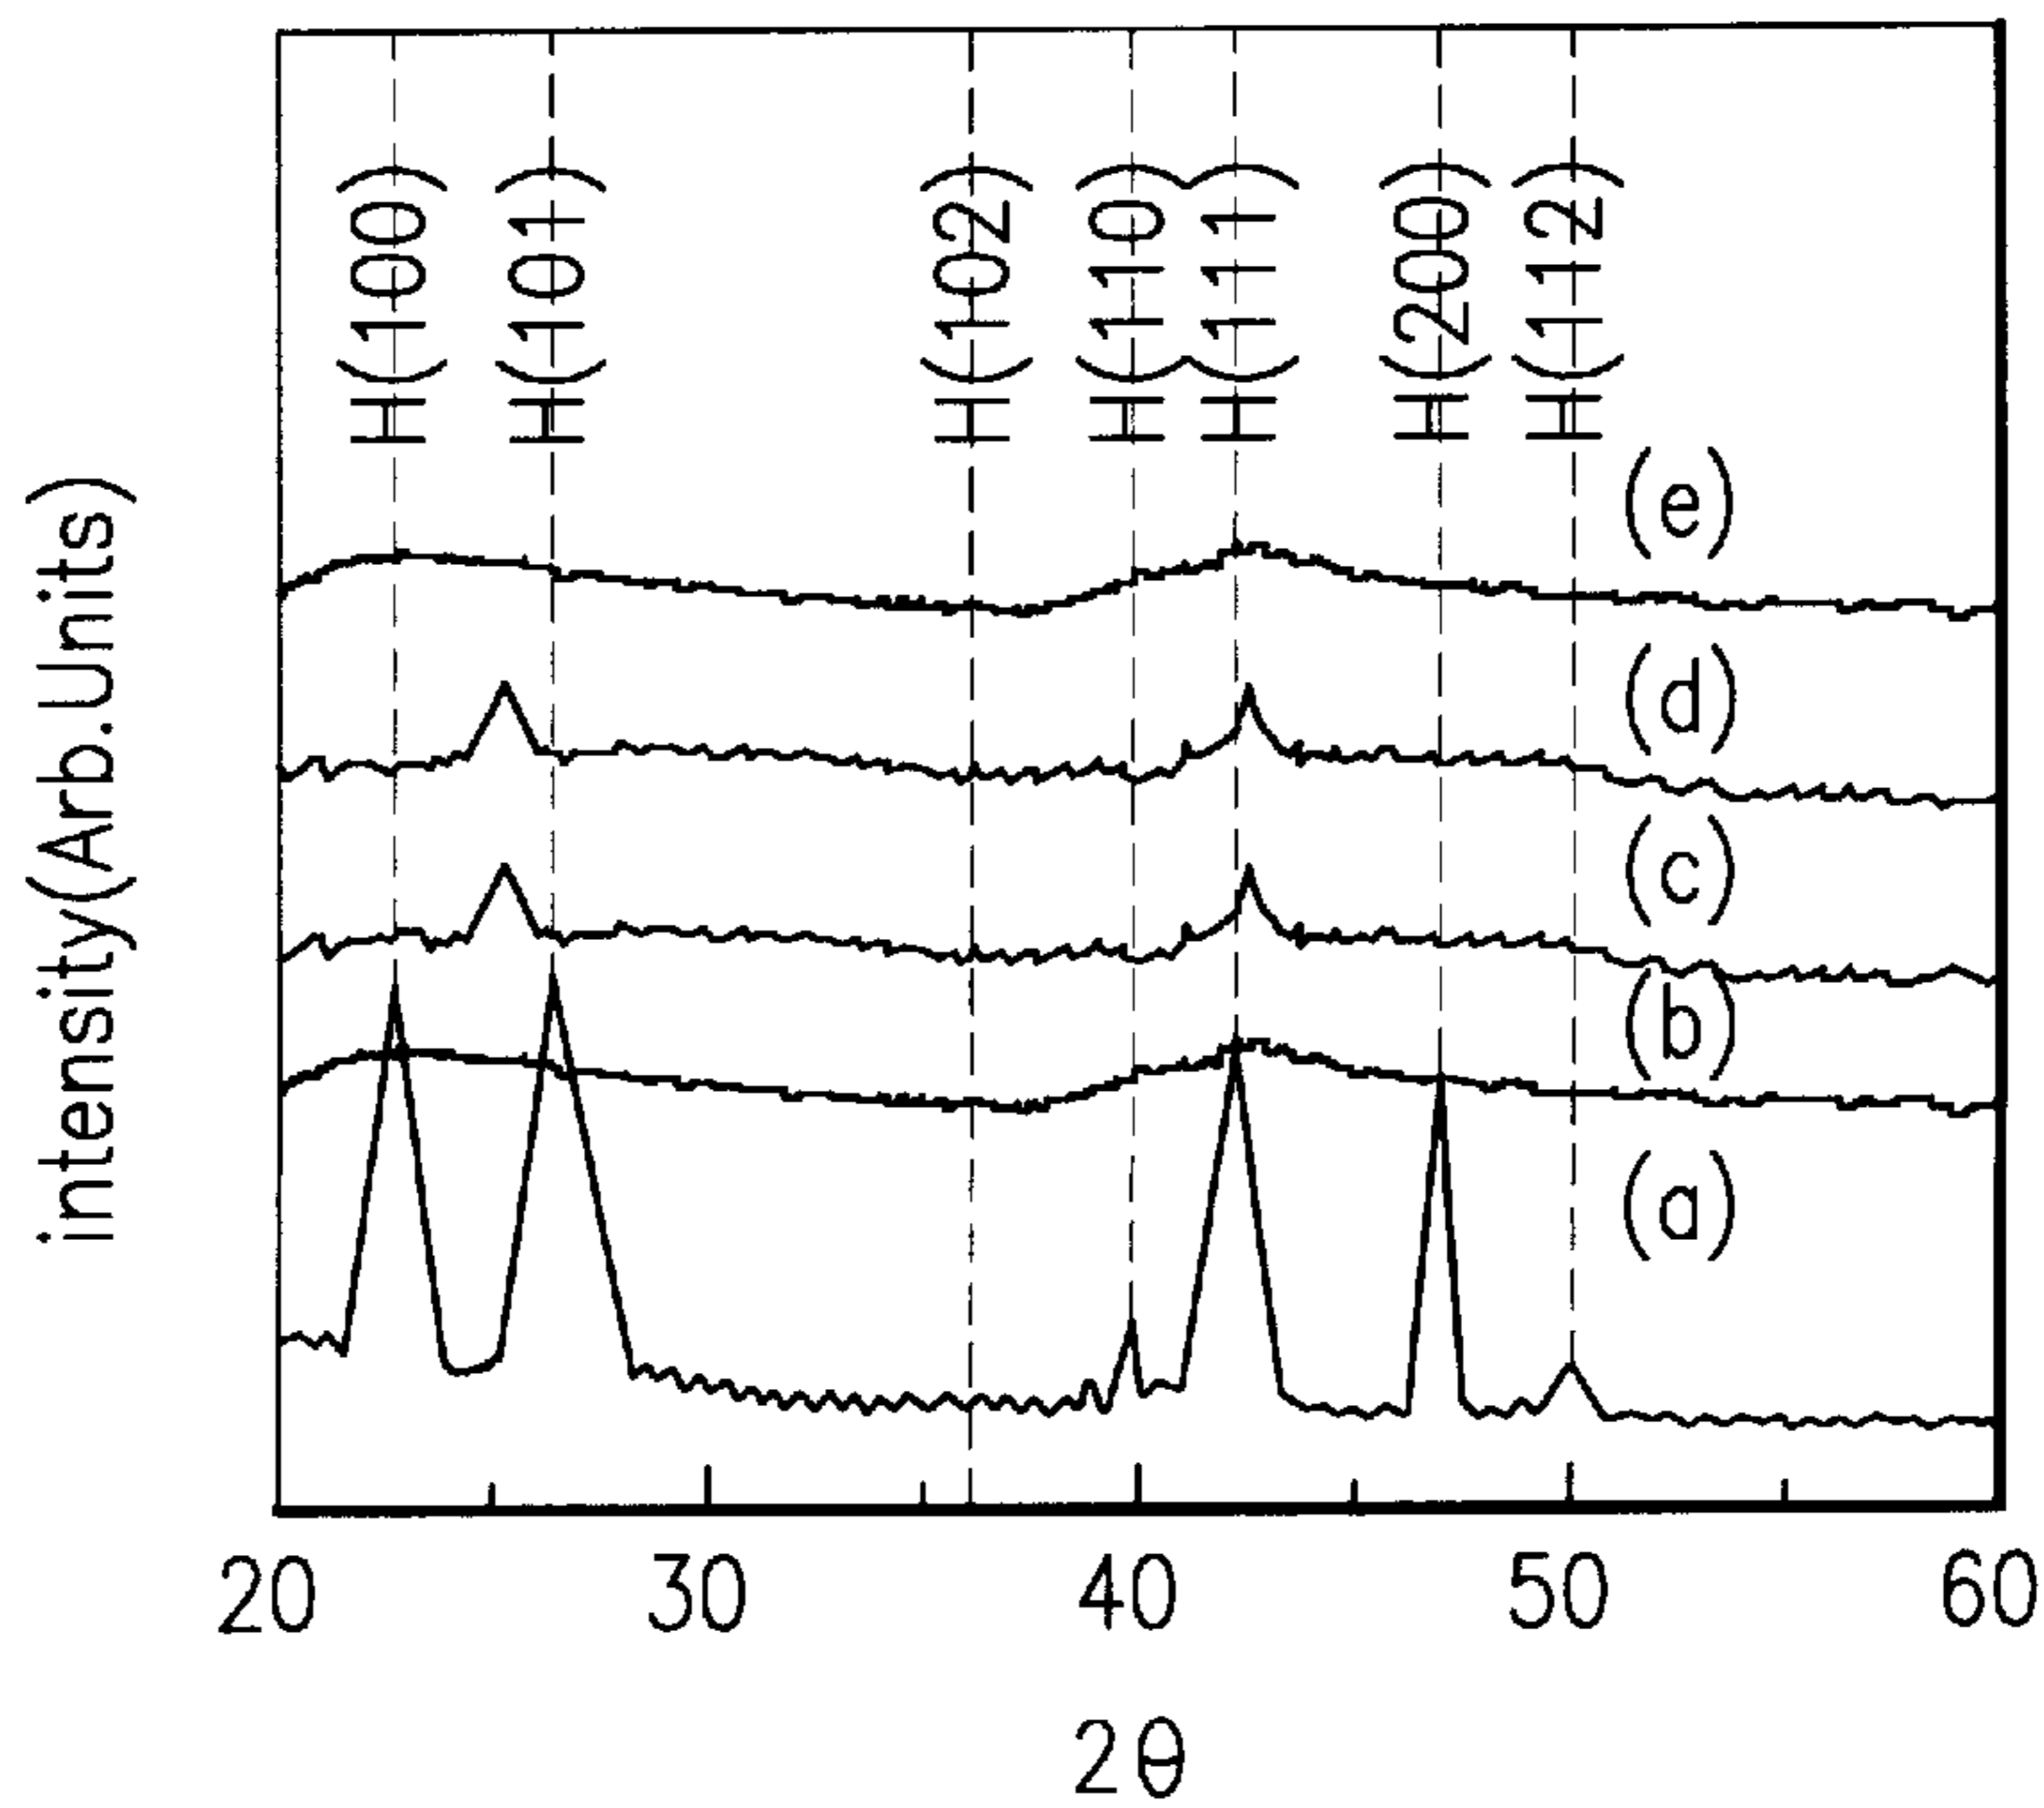 H(100)
H(101)
H(102)
H(110)
H(111)
H(200)
H(112)
(e)
(d)
(c)
(b)
(a)
intensity(Arb.Units)
20 30 40 50 60
2θ